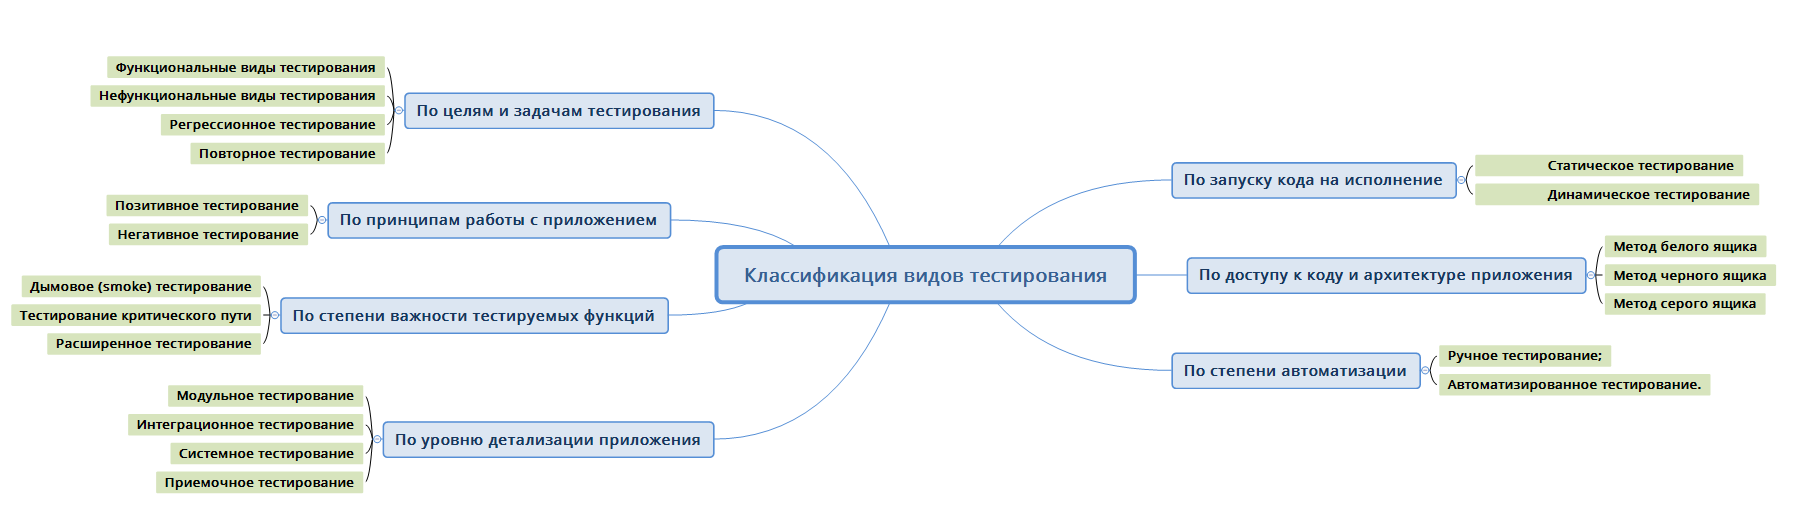 Классификация видов тестирования
По запуску кода на исполнение
Статическое тестирование
Динамическое тестирование
По доступу к коду и архитектуре приложения
Метод белого ящика
Метод черного ящика
Метод серого ящика
По степени автоматизации
Ручное тестирование;
Автоматизированное тестирование.
По целям и задачам тестирования
Функциональные виды тестирования
Нефункциональные виды тестирования
Регрессионное тестирование
Повторное тестирование
По принципам работы с приложением
Позитивное тестирование
Негативное тестирование
По степени важности тестируемых функций
Дымовое (smoke) тестирование
Тестирование критического пути
Расширенное тестирование
По уровню детализации приложения
Модульное тестирование
Интеграционное тестирование
Системное тестирование
Приемочное тестирование